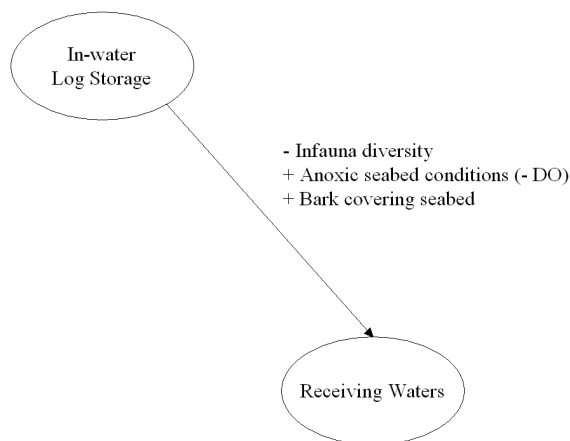 In-water
Log Storage
- Infauna diversity
+ Anoxic seabed conditions (- DO)
+ Bark covering seabed
Receiving Waters